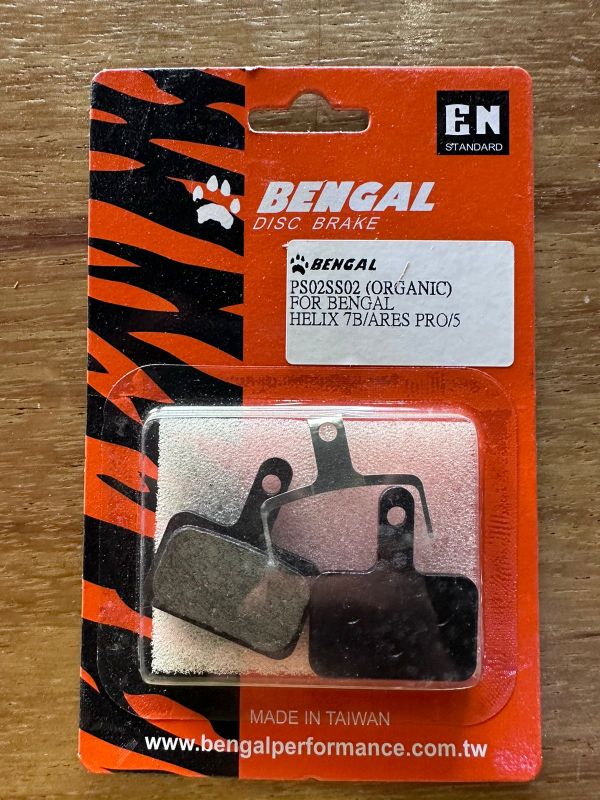 EN
STANDARD
BENGAL
DISC BRAKE
BENGAL
PS02SS02 (ORGANIC)
FOR BENGAL
HELIX 7B/ARES PRO/5
MADE IN TAIWAN
www.bengalperformance.com.tw